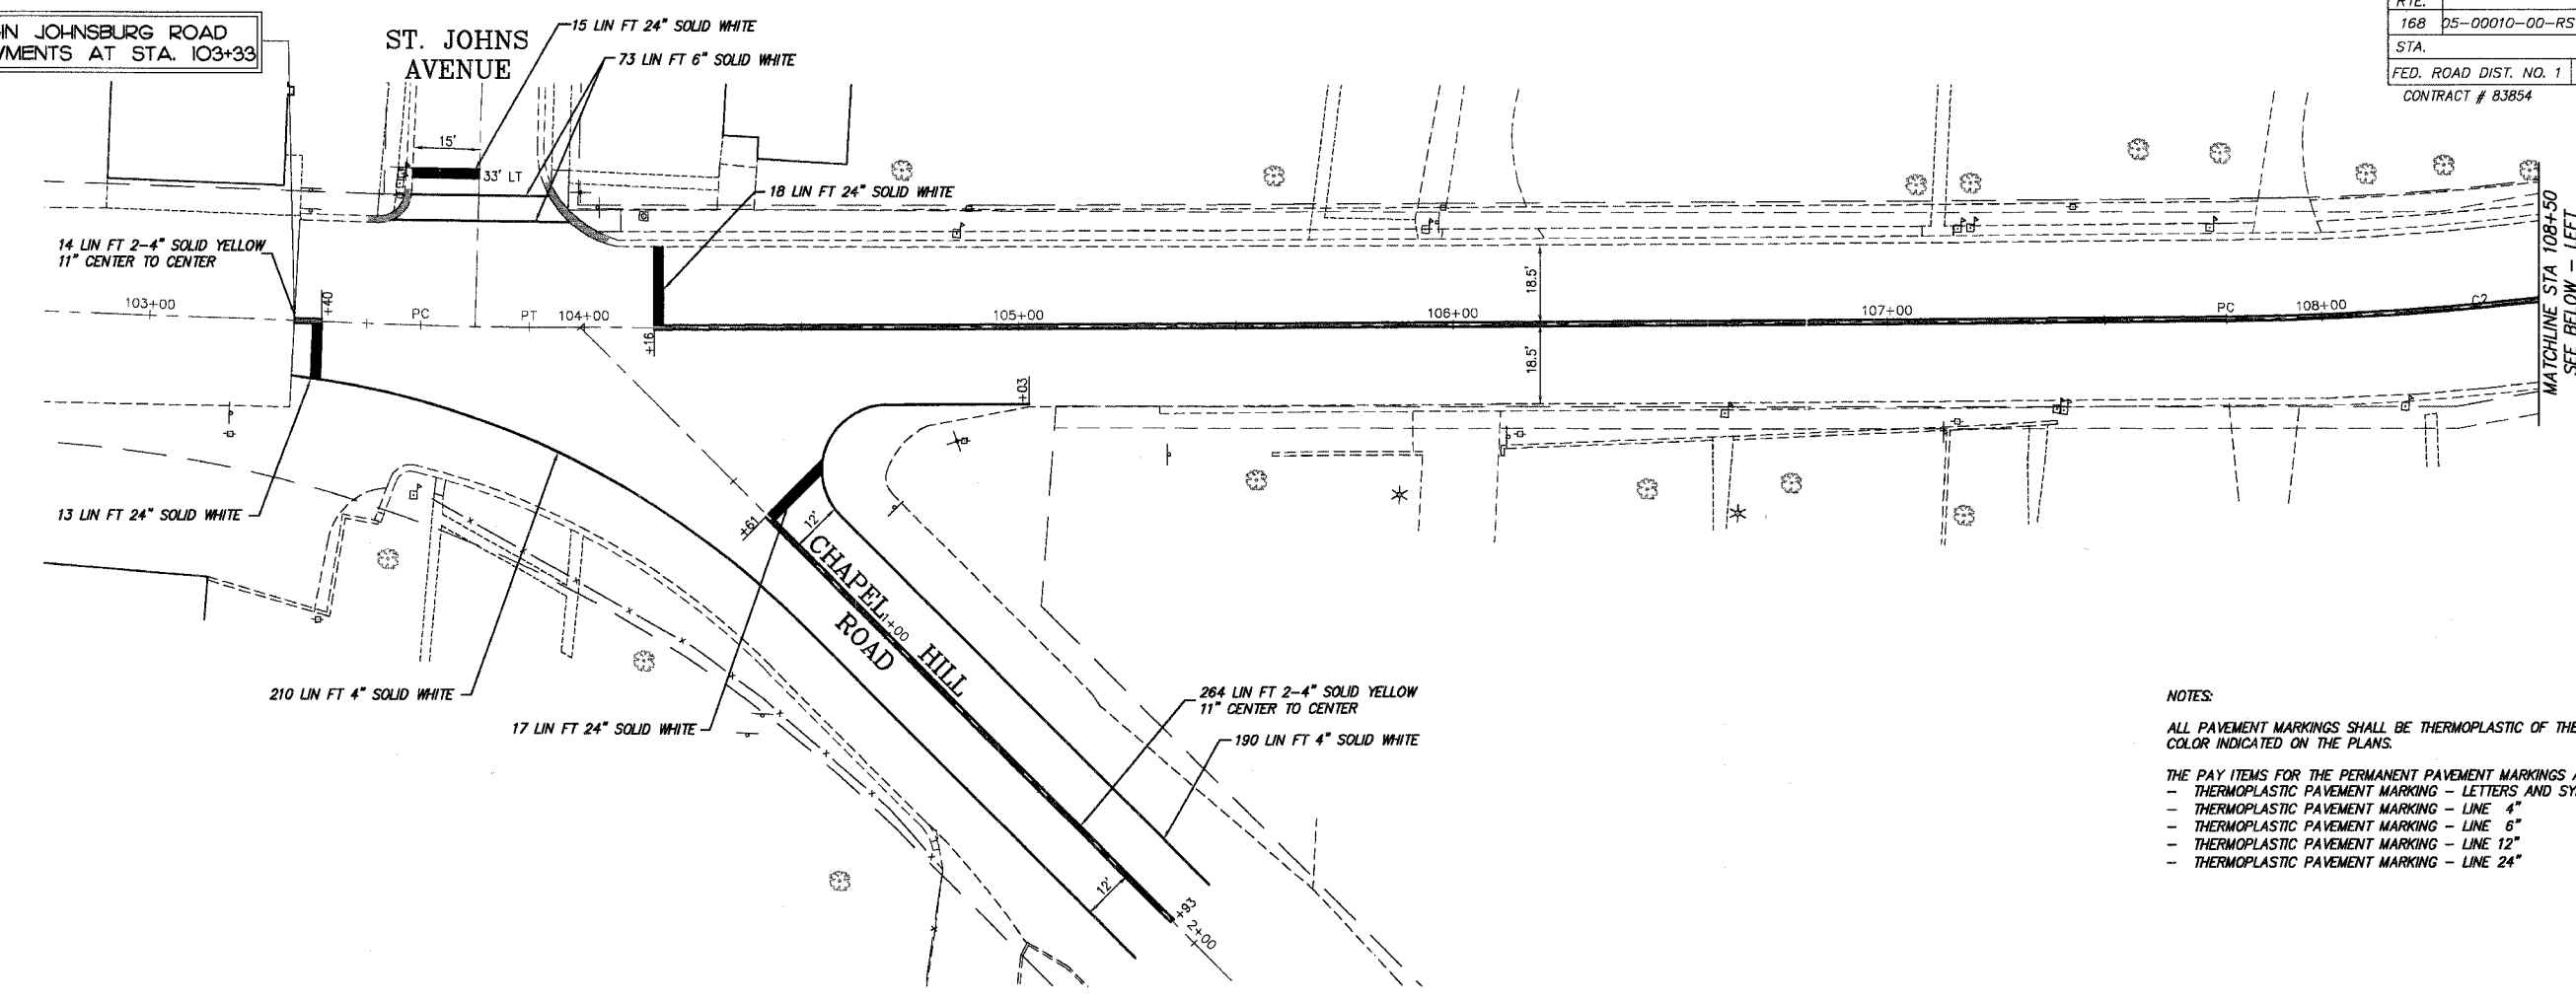 IN JOHNSBURG ROAD
VMENTS AT STA. 103+33
ST. JOHNS
AVENUE
15 LIN FT 24" SOLID WHITE
73 LIN FT 6" SOLID WHITE
RTE.
168 05-00010-00-RS
STA.
FED. ROAD DIST. NO. 1
CONTRACT # 83854
15'
33' LT
18 LIN FT 24" SOLID WHITE
14 LIN FT 2-4" SOLID YELLOW
11" CENTER TO CENTER
103+00
+40
PC
PT
104+00
+16
105+00
106+00
107+00
PC
108+00
C2
18.5'
18.5'
MATCHLINE STA 108+50
SEE BELOW - LEFT
+03
13 LIN FT 24" SOLID WHITE
+61
12'
CHAPEL HILL
ROAD
1+00
210 LIN FT 4" SOLID WHITE
17 LIN FT 24" SOLID WHITE
264 LIN FT 2-4" SOLID YELLOW
11" CENTER TO CENTER
190 LIN FT 4" SOLID WHITE
12'
+93
2+00
NOTES:
ALL PAVEMENT MARKINGS SHALL BE THERMOPLASTIC OF THE
COLOR INDICATED ON THE PLANS.
THE PAY ITEMS FOR THE PERMANENT PAVEMENT MARKINGS
- THERMOPLASTIC PAVEMENT MARKING - LETTERS AND SY
- THERMOPLASTIC PAVEMENT MARKING - LINE 4"
- THERMOPLASTIC PAVEMENT MARKING - LINE 6"
- THERMOPLASTIC PAVEMENT MARKING - LINE 12"
- THERMOPLASTIC PAVEMENT MARKING - LINE 24"